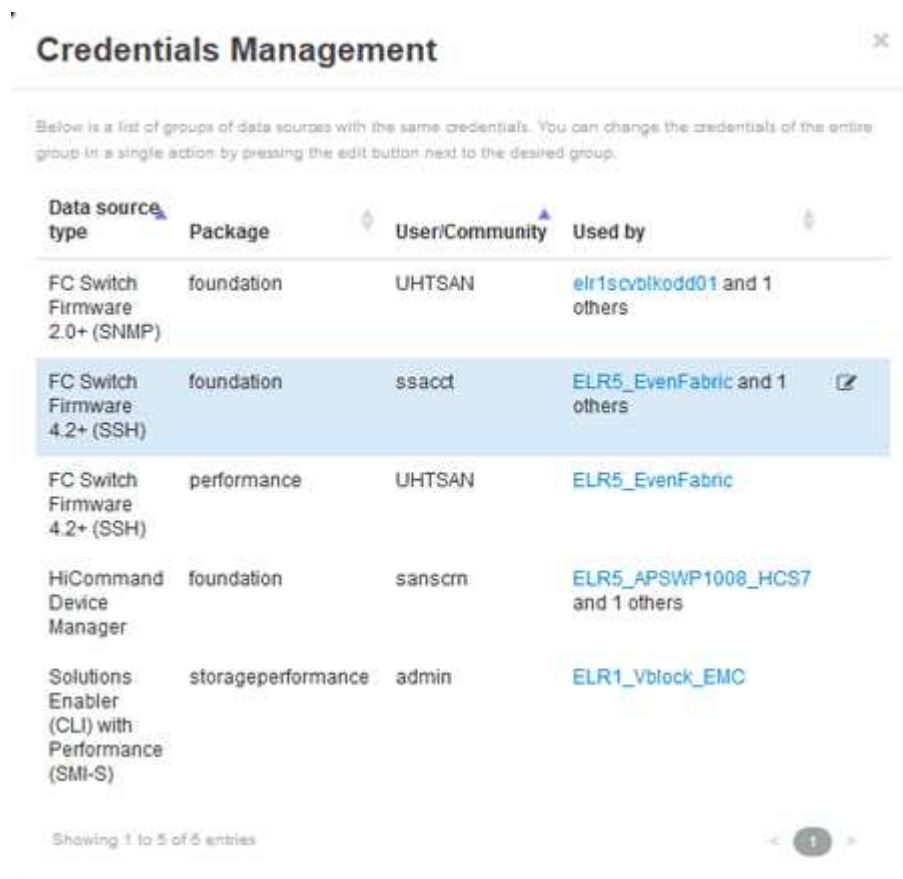 Credentials Management
Below is a list of groups of data sources with the same credentials. You can change the credentials of the entire
group in a single action by pressing the edit button next to the desired group.
Data source
type Package User/Community Used by
FC Switch foundation UHTSAN elr1scvblkodd01 and 1
Firmware others
2.0+ (SNMP)
FC Switch foundation ssacct ELR5_EvenFabric and 1
Firmware others
4.2+ (SSH)
FC Switch performance UHTSAN ELR5_EvenFabric
Firmware
4.2+ (SSH)
HiCommand foundation sanscrn ELR5_APSWP1008_HCS7
Device and 1 others
Manager
Solutions storageperformance admin ELR1_Vblock_EMC
Enabler
(CLI) with
Performance
(SMI-S)
Showing 1 to 5 of 5 entries < 1 >